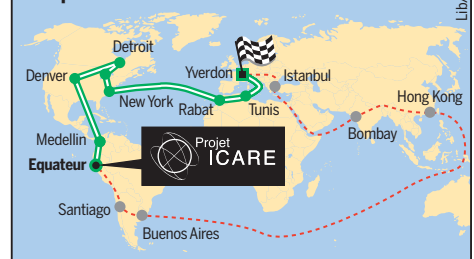 Detroit
Denver
Yverdon
Istanbul
New York
Rabat
Tunis
Hong Kong
Bombay
Medellin
Equateur
Projet
ICARE
Santiago
Buenos Aires